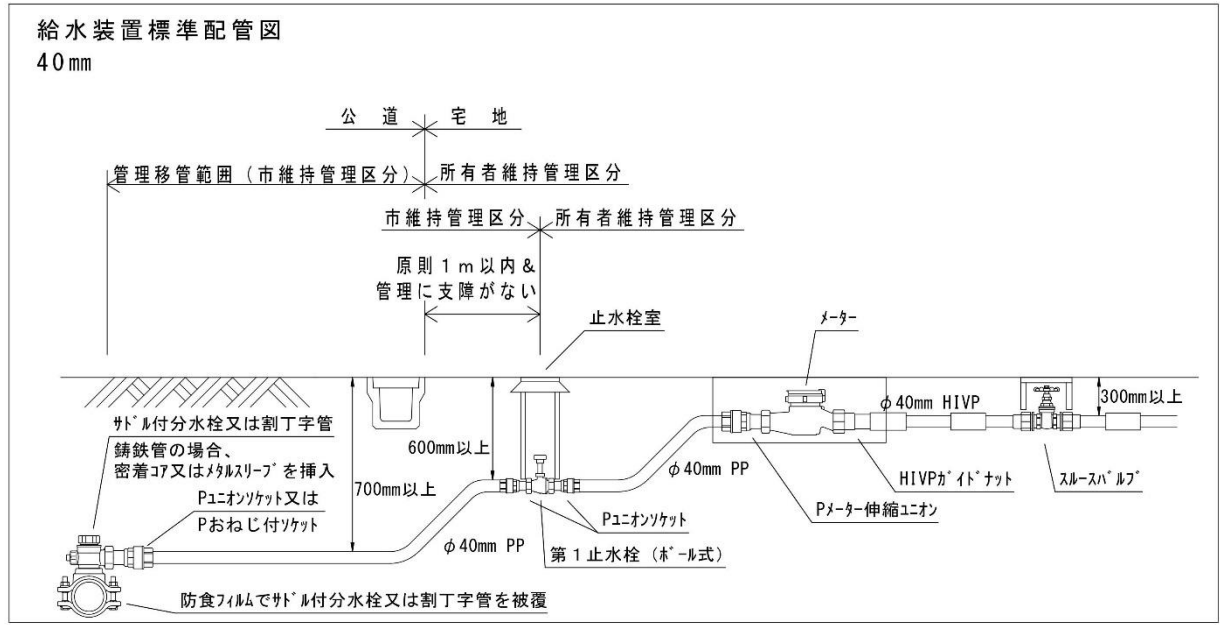 給水装置標準配管図
40mm
公 道
宅 地
管理移管範囲(市維持管理区分)
所有者維持管理区分
市維持管理区分
所有者維持管理区分
原則1m以内&
管理に支障がない
止水栓室
メーター
サドル付分水栓又は割丁字管
鋳鉄管の場合、
密着コア又はメタルスリーブを挿入
Pユニオンソケット又は
Pおねじ付ソケット
700mm以上
600mm以上
φ40mm HIVP
300mm以上
φ40mm PP
HIVPガイドナット
スルースバルブ
Pメーター伸縮ユニオン
Pユニオンソケット
φ40mm PP
第1止水栓(ボール式)
防食フィルムでサドル付分水栓又は割丁字管を被覆